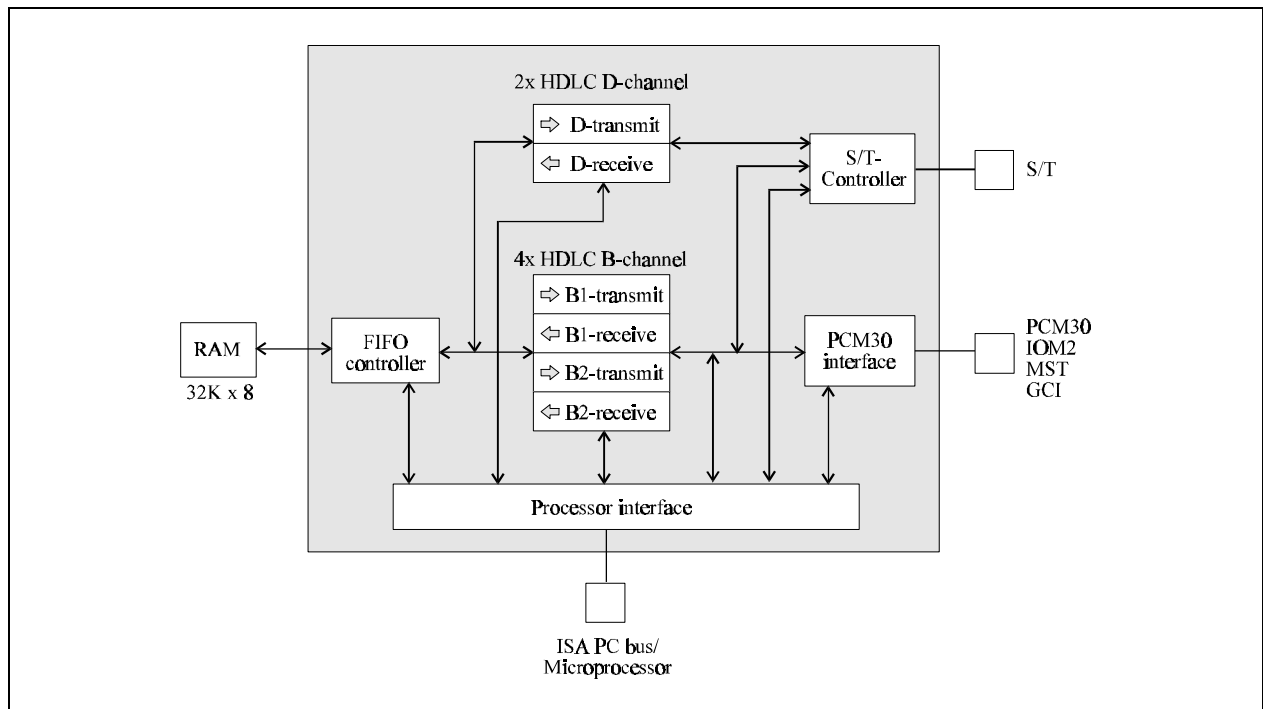 2x HDLC D-channel
D-transmit
D-receive
S/T-
Controller
S/T
4x HDLC B-channel
B1-transmit
B1-receive
B2-transmit
B2-receive
RAM
32K x 8
FIFO
controller
PCM30
interface
PCM30
IOM2
MST
GCI
Processor interface
ISA PC bus/
Microprocessor